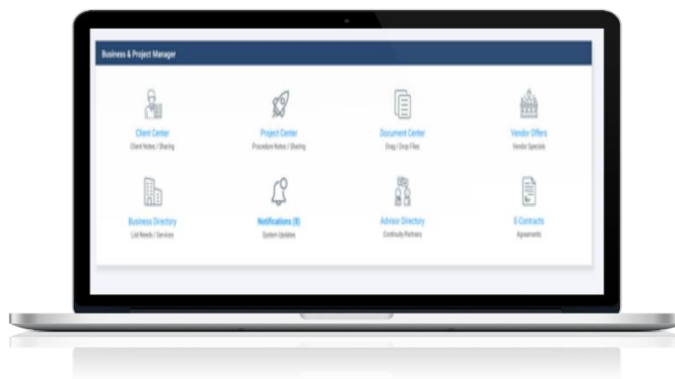 Business & Project Manager
Client Center
Client Notes / Sharing
Project Center
Procedure Notes / Sharing
Document Center
Drag / Drop Files
Vendor Offers
Vendor Specials
Business Directory
List Needs / Services
Notifications (8)
System Updates
Advisor Directory
Continuity Partners
E-Contracts
Agreements